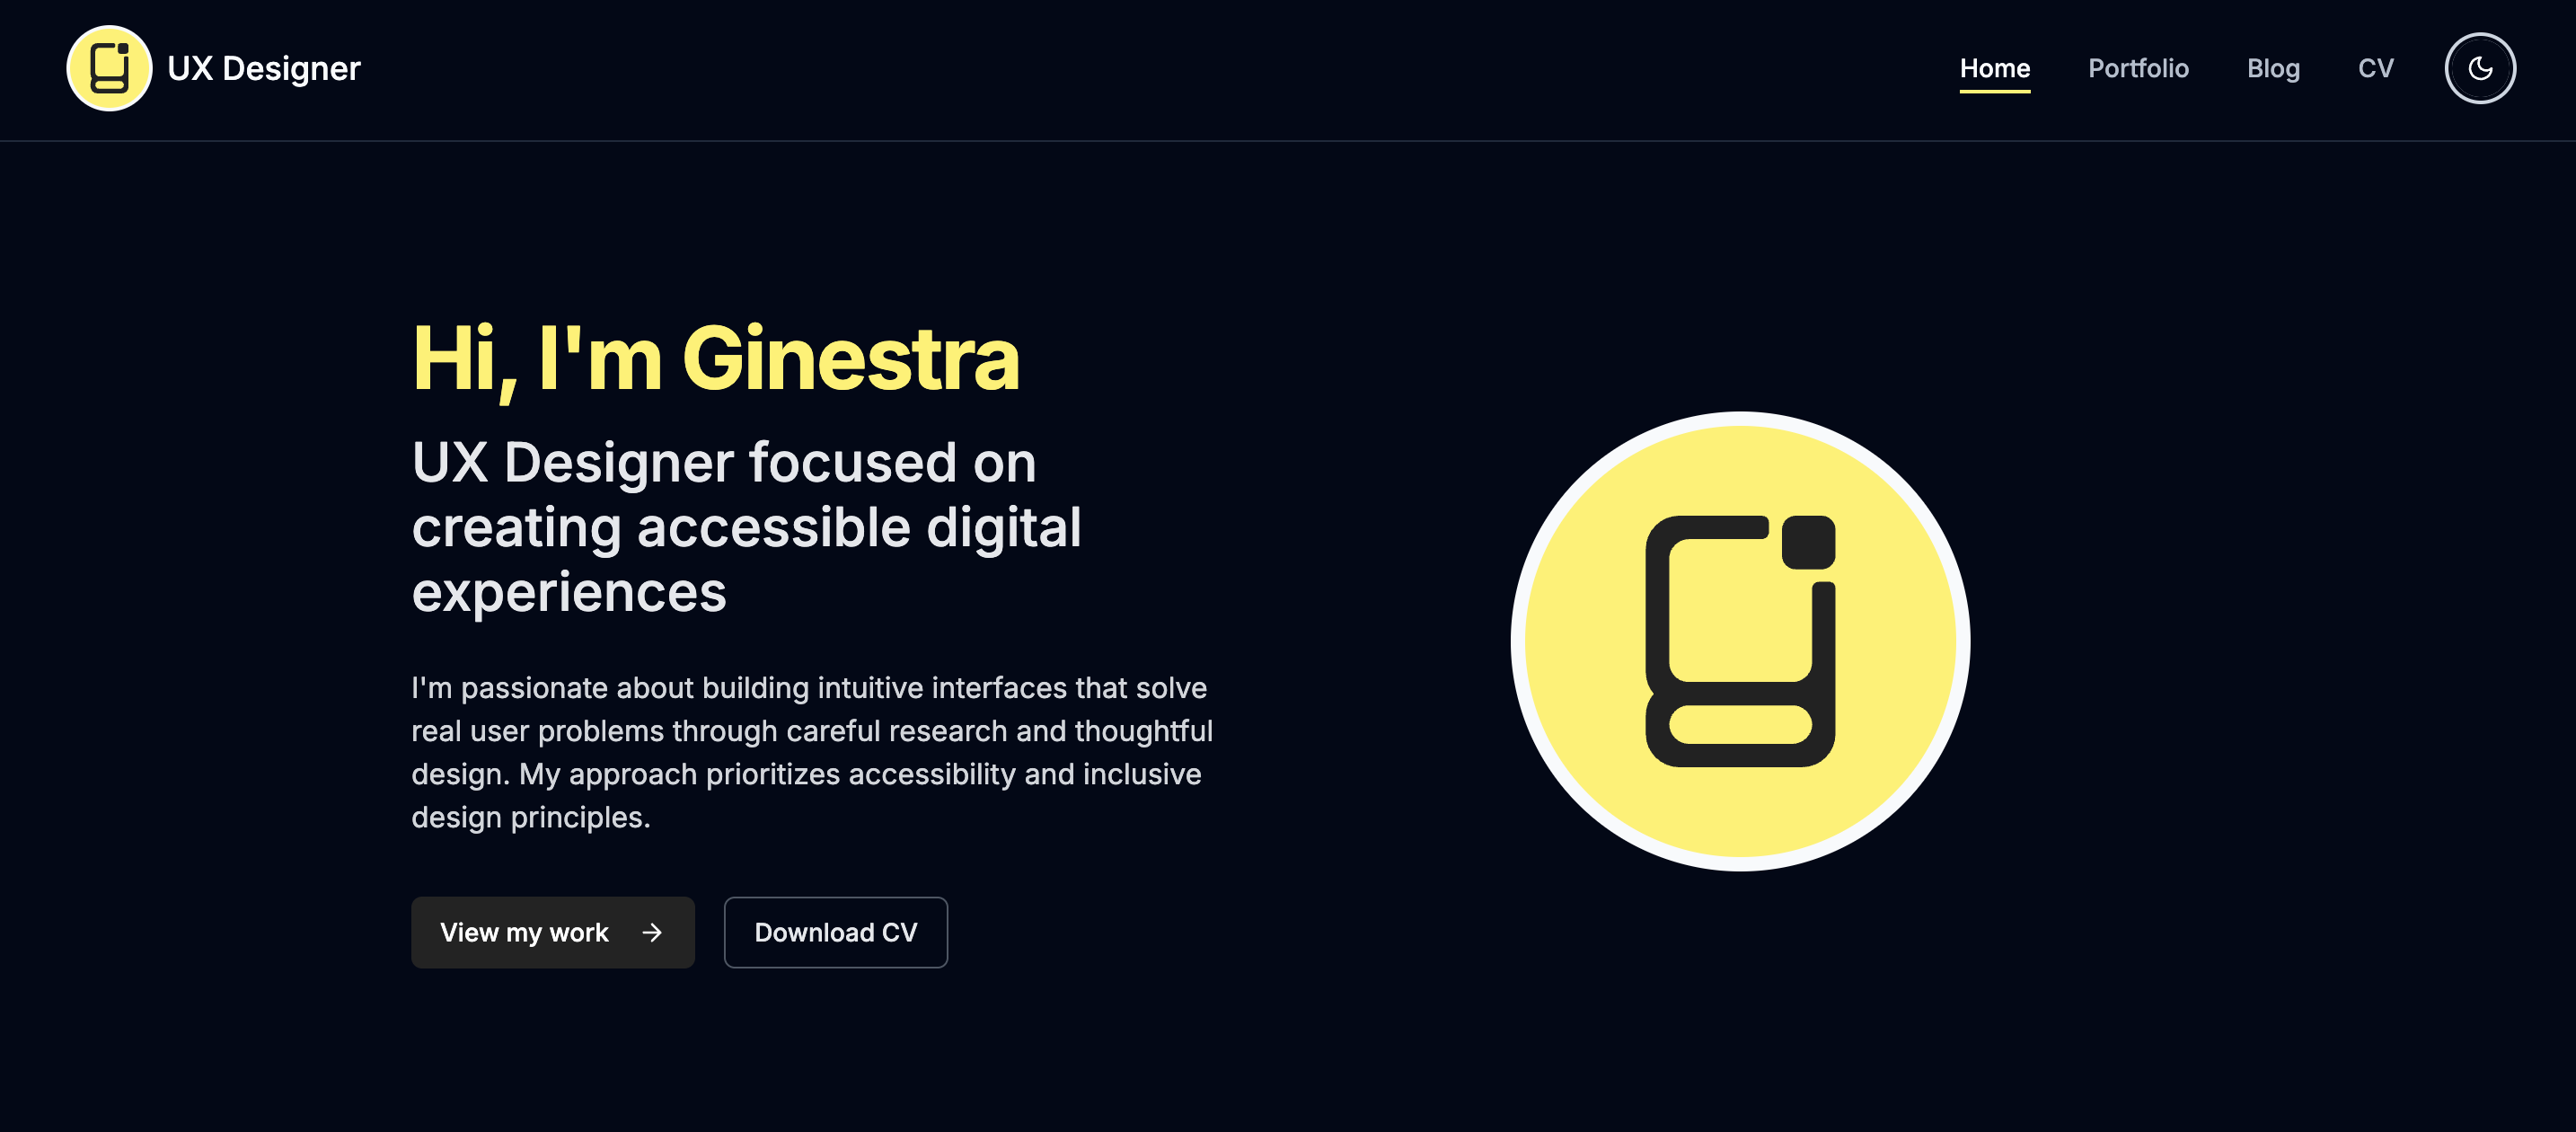 UX Designer
Home
Portfolio
Blog
CV
Hi, I'm Ginestra
UX Designer focused on
creating accessible digital
experiences
I'm passionate about building intuitive interfaces that solve
real user problems through careful research and thoughtful
design. My approach prioritizes accessibility and inclusive
design principles.
View my work
Download CV